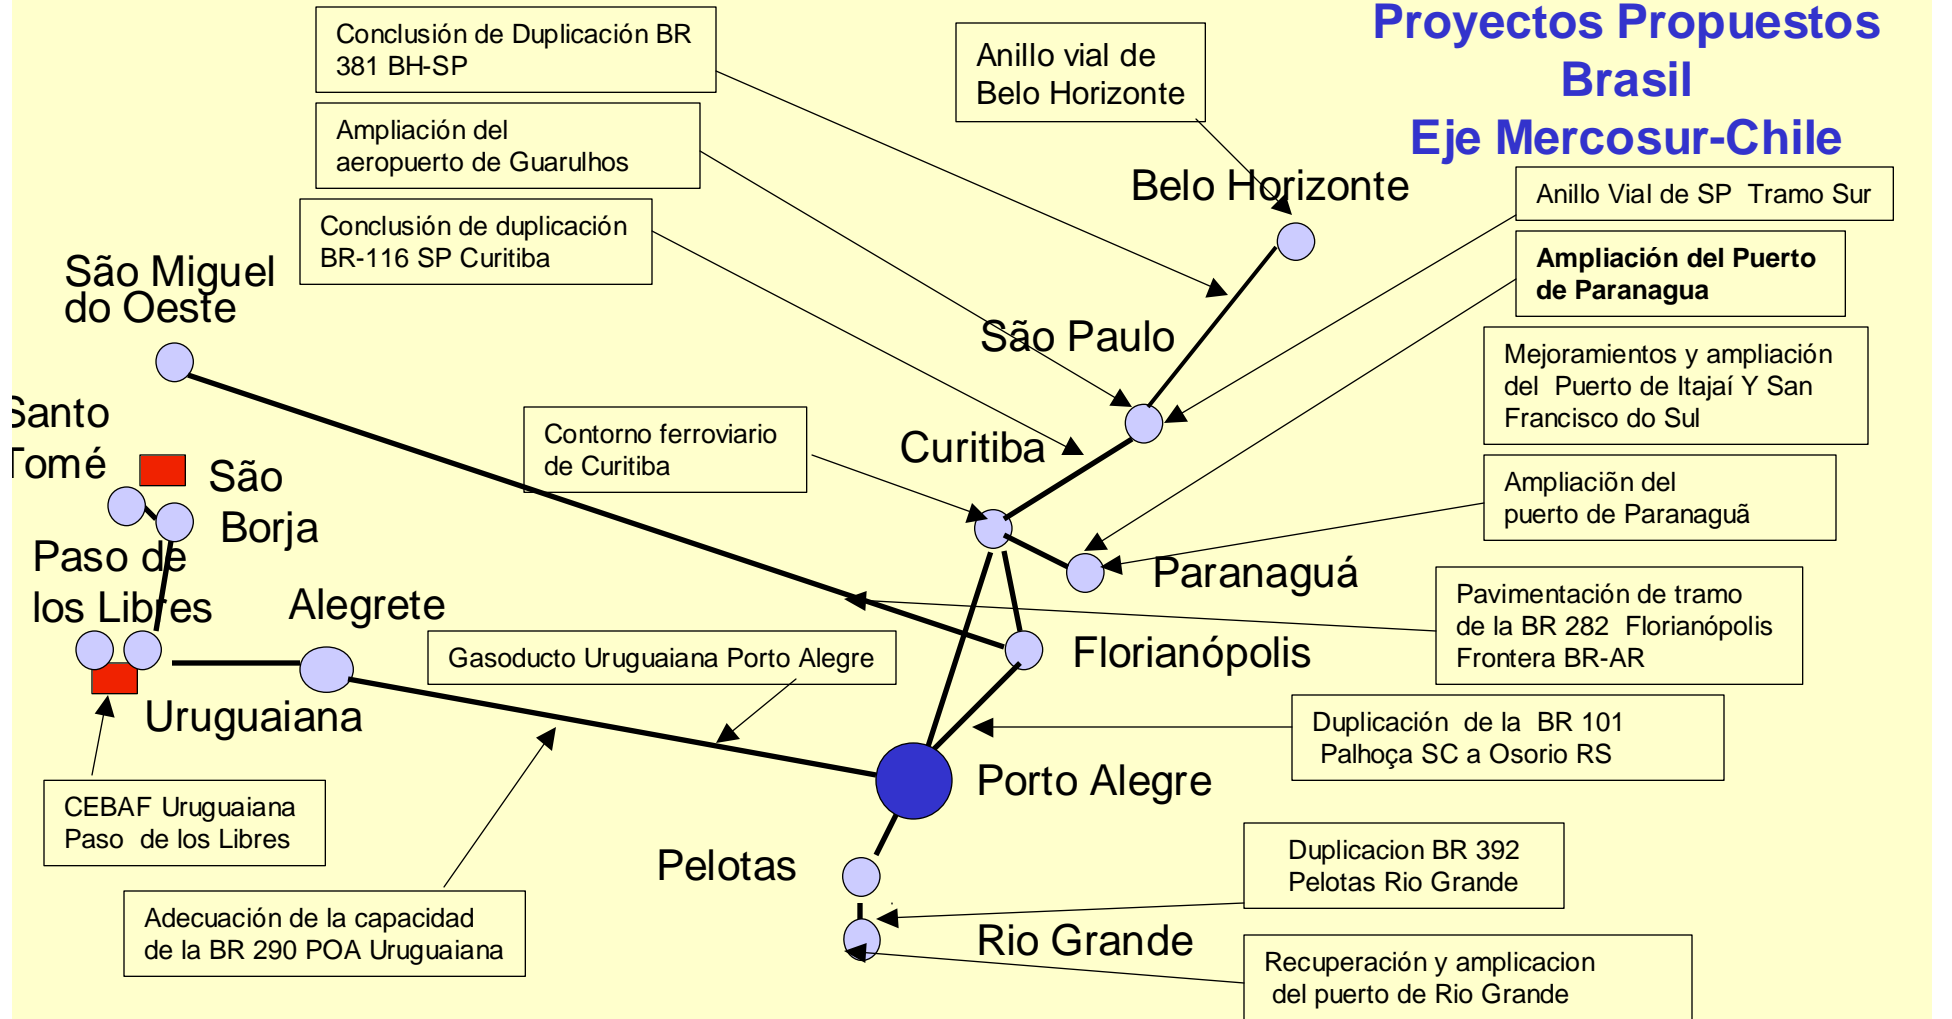 Proyectos Propuestos
Brasil
Eje Mercosur-Chile
Conclusión de Duplicación BR
381 BH-SP
Anillo vial de
Belo Horizonte
Ampliación del
aeropuerto de Guarulhos
Belo Horizonte
Anillo Vial de SP Tramo Sur
Conclusión de duplicación
BR-116 SP Curitiba
Ampliación del Puerto
de Paranagua
São Miguel
do Oeste
São Paulo
Mejoramientos y ampliación
del Puerto de Itajaí Y San
Francisco do Sul
Santo
Tomé
Contorno ferroviario
de Curitiba
Curitiba
São
Borja
Ampliaciõn del
puerto de Paranaguã
Paso de
los Libres
Alegrete
Paranaguá
Pavimentación de tramo
de la BR 282 Florianópolis
Frontera BR-AR
Gasoducto Uruguaiana Porto Alegre
Florianópolis
Uruguaiana
Duplicación de la BR 101
Palhoça SC a Osorio RS
Porto Alegre
CEBAF Uruguaiana
Paso de los Libres
Pelotas
Duplicacion BR 392
Pelotas Rio Grande
Adecuación de la capacidad
de la BR 290 POA Uruguaiana
Rio Grande
Recuperación y amplicacion
del puerto de Rio Grande